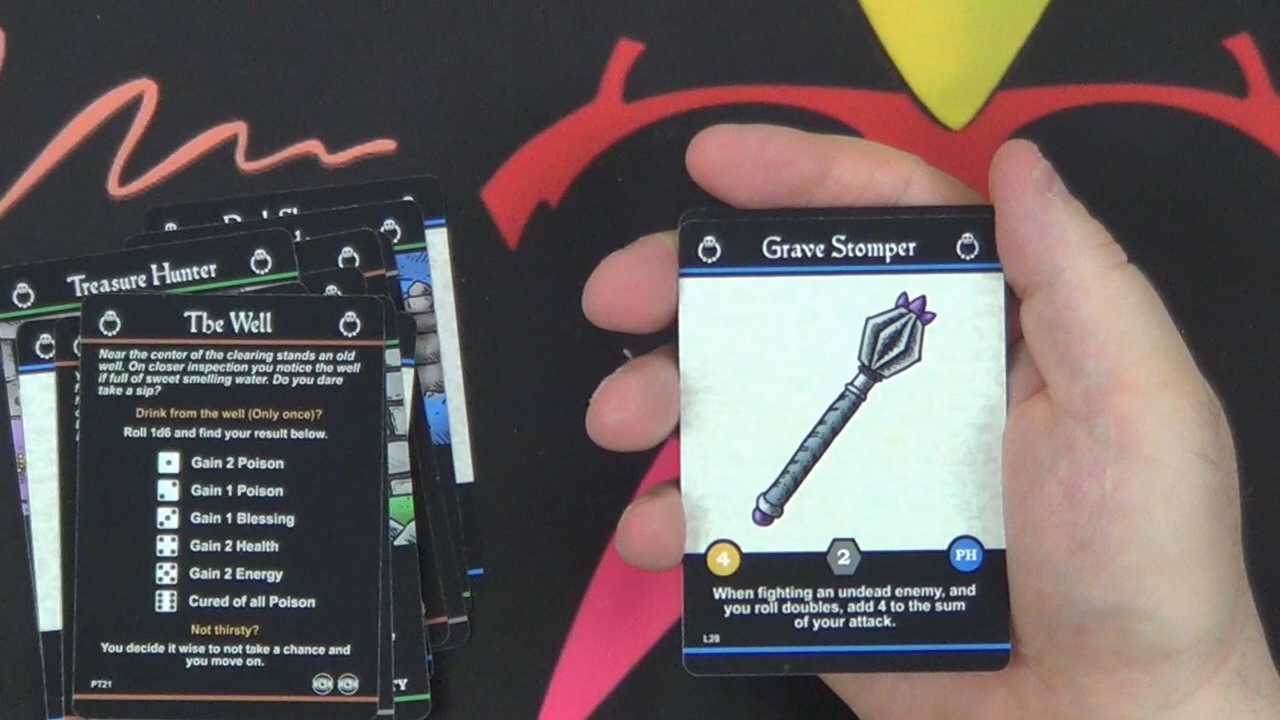 Treasure Hunter
The Well
Near the center of the clearing stands an old
well. On closer inspection you notice the well
if full of sweet smelling water. Do you dare
take a sip?
Drink from the well (Only once)?
Roll 1d6 and find your result below.
Gain 2 Poison
Gain 1 Poison
Gain 1 Blessing
Gain 2 Health
Gain 2 Energy
Cured of all Poison
Not thirsty?
You decide it wise to not take a chance and
you move on.
PT21
Grave Stomper
4
2
PH
When fighting an undead enemy, and
you roll doubles, add 4 to the sum
of your attack.
L28